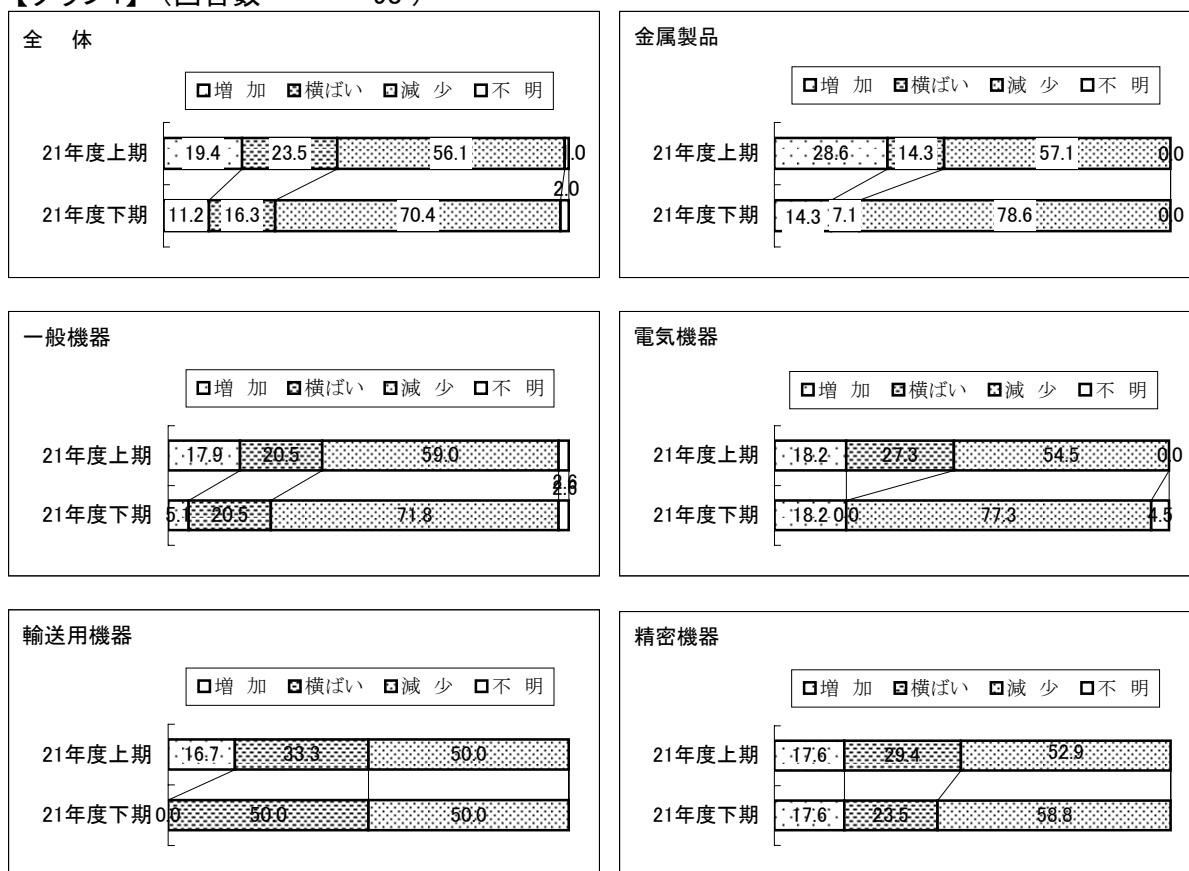 全 体
□増 加 横ばい 減 少 □不 明
21年度上期 19.4 23.5 56.1 1.0
21年度下期 11.2 16.3 70.4 2.0
金属製品
増 加 横ばい 減 少 □不 明
21年度上期 28.6 14.3 57.1 0.0
21年度下期 14.3 7.1 78.6 0.0
一般機器
□増 加 横ばい 減 少 □不 明
21年度上期 17.9 20.5 59.0 2.6
21年度下期 5.1 20.5 71.8 2.6
電気機器
増 加 横ばい 減 少 □不 明
21年度上期 18.2 27.3 54.5 0.0
21年度下期 18.2 0.0 77.3 4.5
輸送用機器
□増 加 横ばい 減 少 □不 明
21年度上期 16.7 33.3 50.0
21年度下期 0.0 50.0 50.0
精密機器
□増 加 横ばい 減 少 □不 明
21年度上期 17.6 29.4 52.9
21年度下期 17.6 23.5 58.8